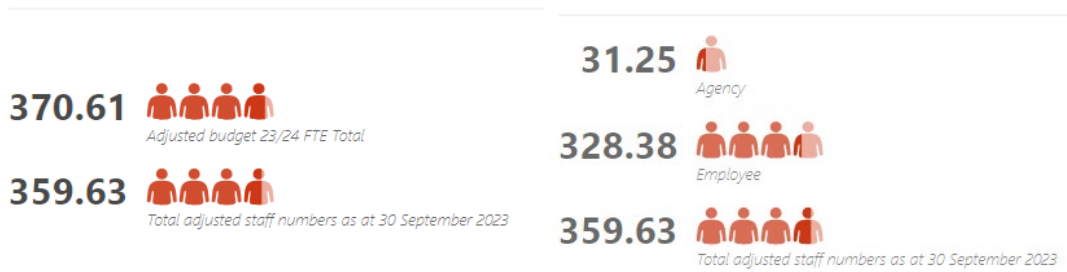 370.61
Adjusted budget 23/24 FTE Total
359.63
Total adjusted staff numbers as at 30 September 2023
31.25
Agency
328.38
Employee
359.63
Total adjusted staff numbers as at 30 September 2023